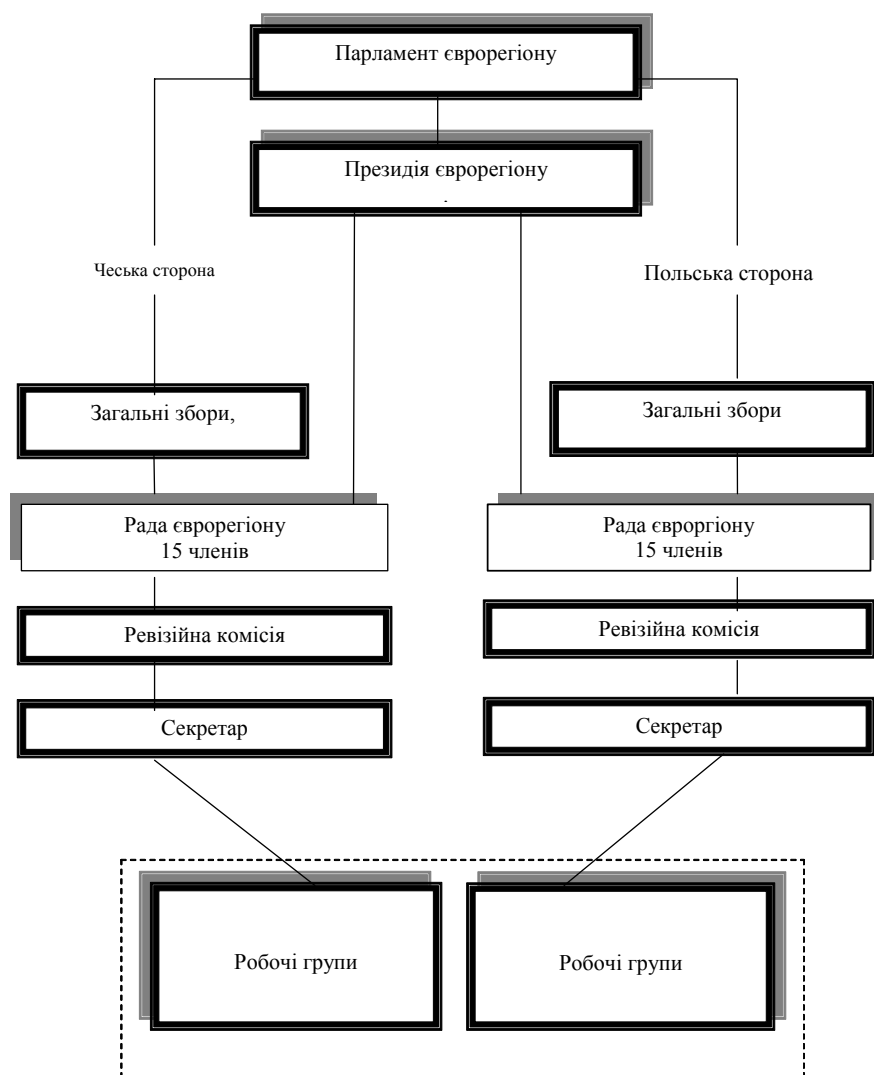 Парламент єврорегіону
Президія єврорегіону
.
Чеська сторона
Польська сторона
Загальні збори,
Загальні збори
Рада єврорегіону
15 членів
Рада євроргіону
15 членів
Ревізійна комісія
Ревізійна комісія
Секретар
Секретар
Робочі групи
Робочі групи